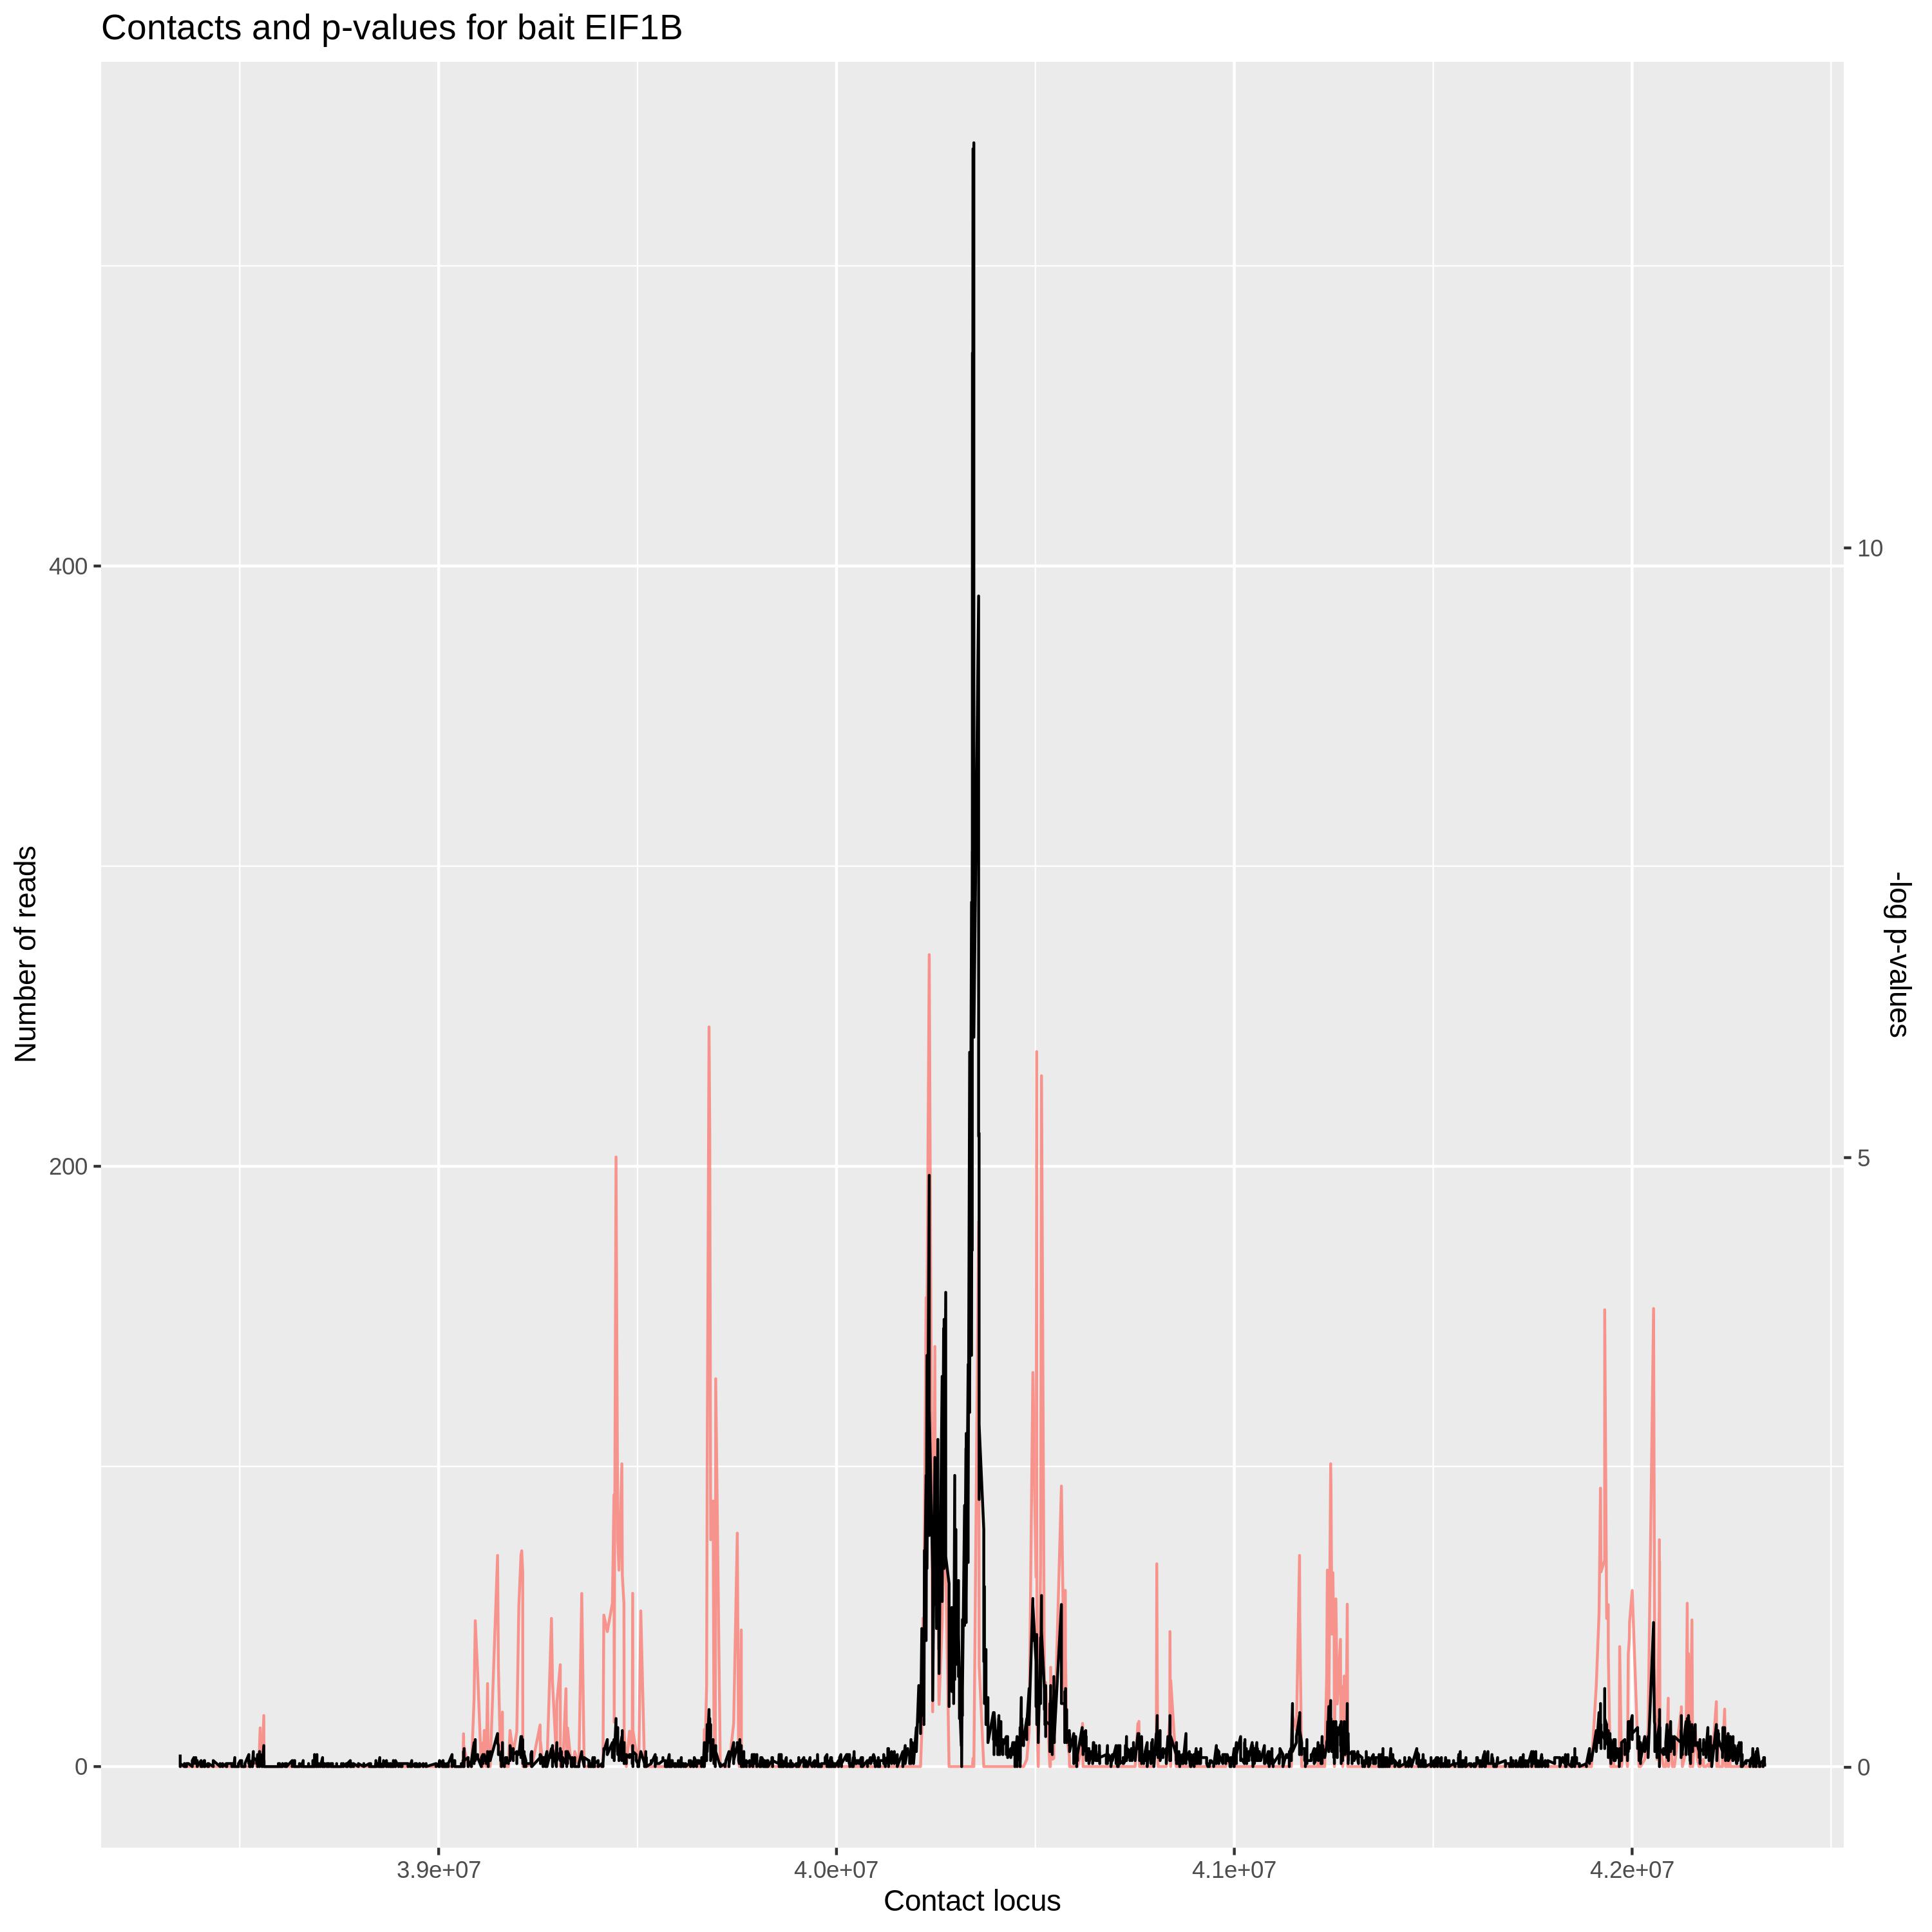 Contacts and p-values for bait EIF1B
Number of reads
400
200
0
10
5
0
-log p-values
3.9e+07
4.0e+07
4.1e+07
4.2e+07
Contact locus